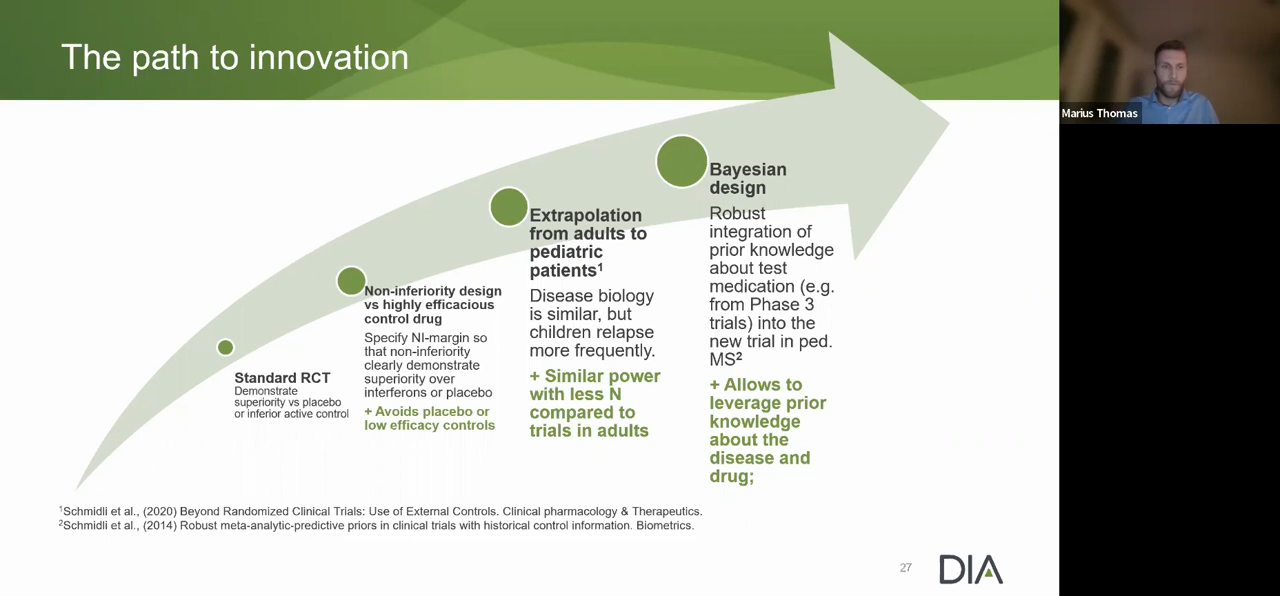 The path to innovation
Marius Thomas
Standard RCT
Demonstrate
superiority vs placebo
or inferior active control
Non-inferiority design
vs highly efficacious
control drug
Specify NI-margin so
that non-inferiority
clearly demonstrate
superiority over
interferons or placebo
+ Avoids placebo or
low efficacy controls
Extrapolation
from adults to
pediatric
patients¹
Disease biology
is similar, but
children relapse
more frequently.
+ Similar power
with less N
compared to
trials in adults
Bayesian
design
Robust
integration of
prior knowledge
about test
medication (e.g.
from Phase 3
trials) into the
new trial in ped.
MS²
+ Allows to
leverage prior
knowledge
about the
disease and
drug;
¹Schmidli et al., (2020) Beyond Randomized Clinical Trials: Use of External Controls. Clinical pharmacology & Therapeutics.
²Schmidli et al., (2014) Robust meta-analytic-predictive priors in clinical trials with historical control information. Biometrics.
27
DIA